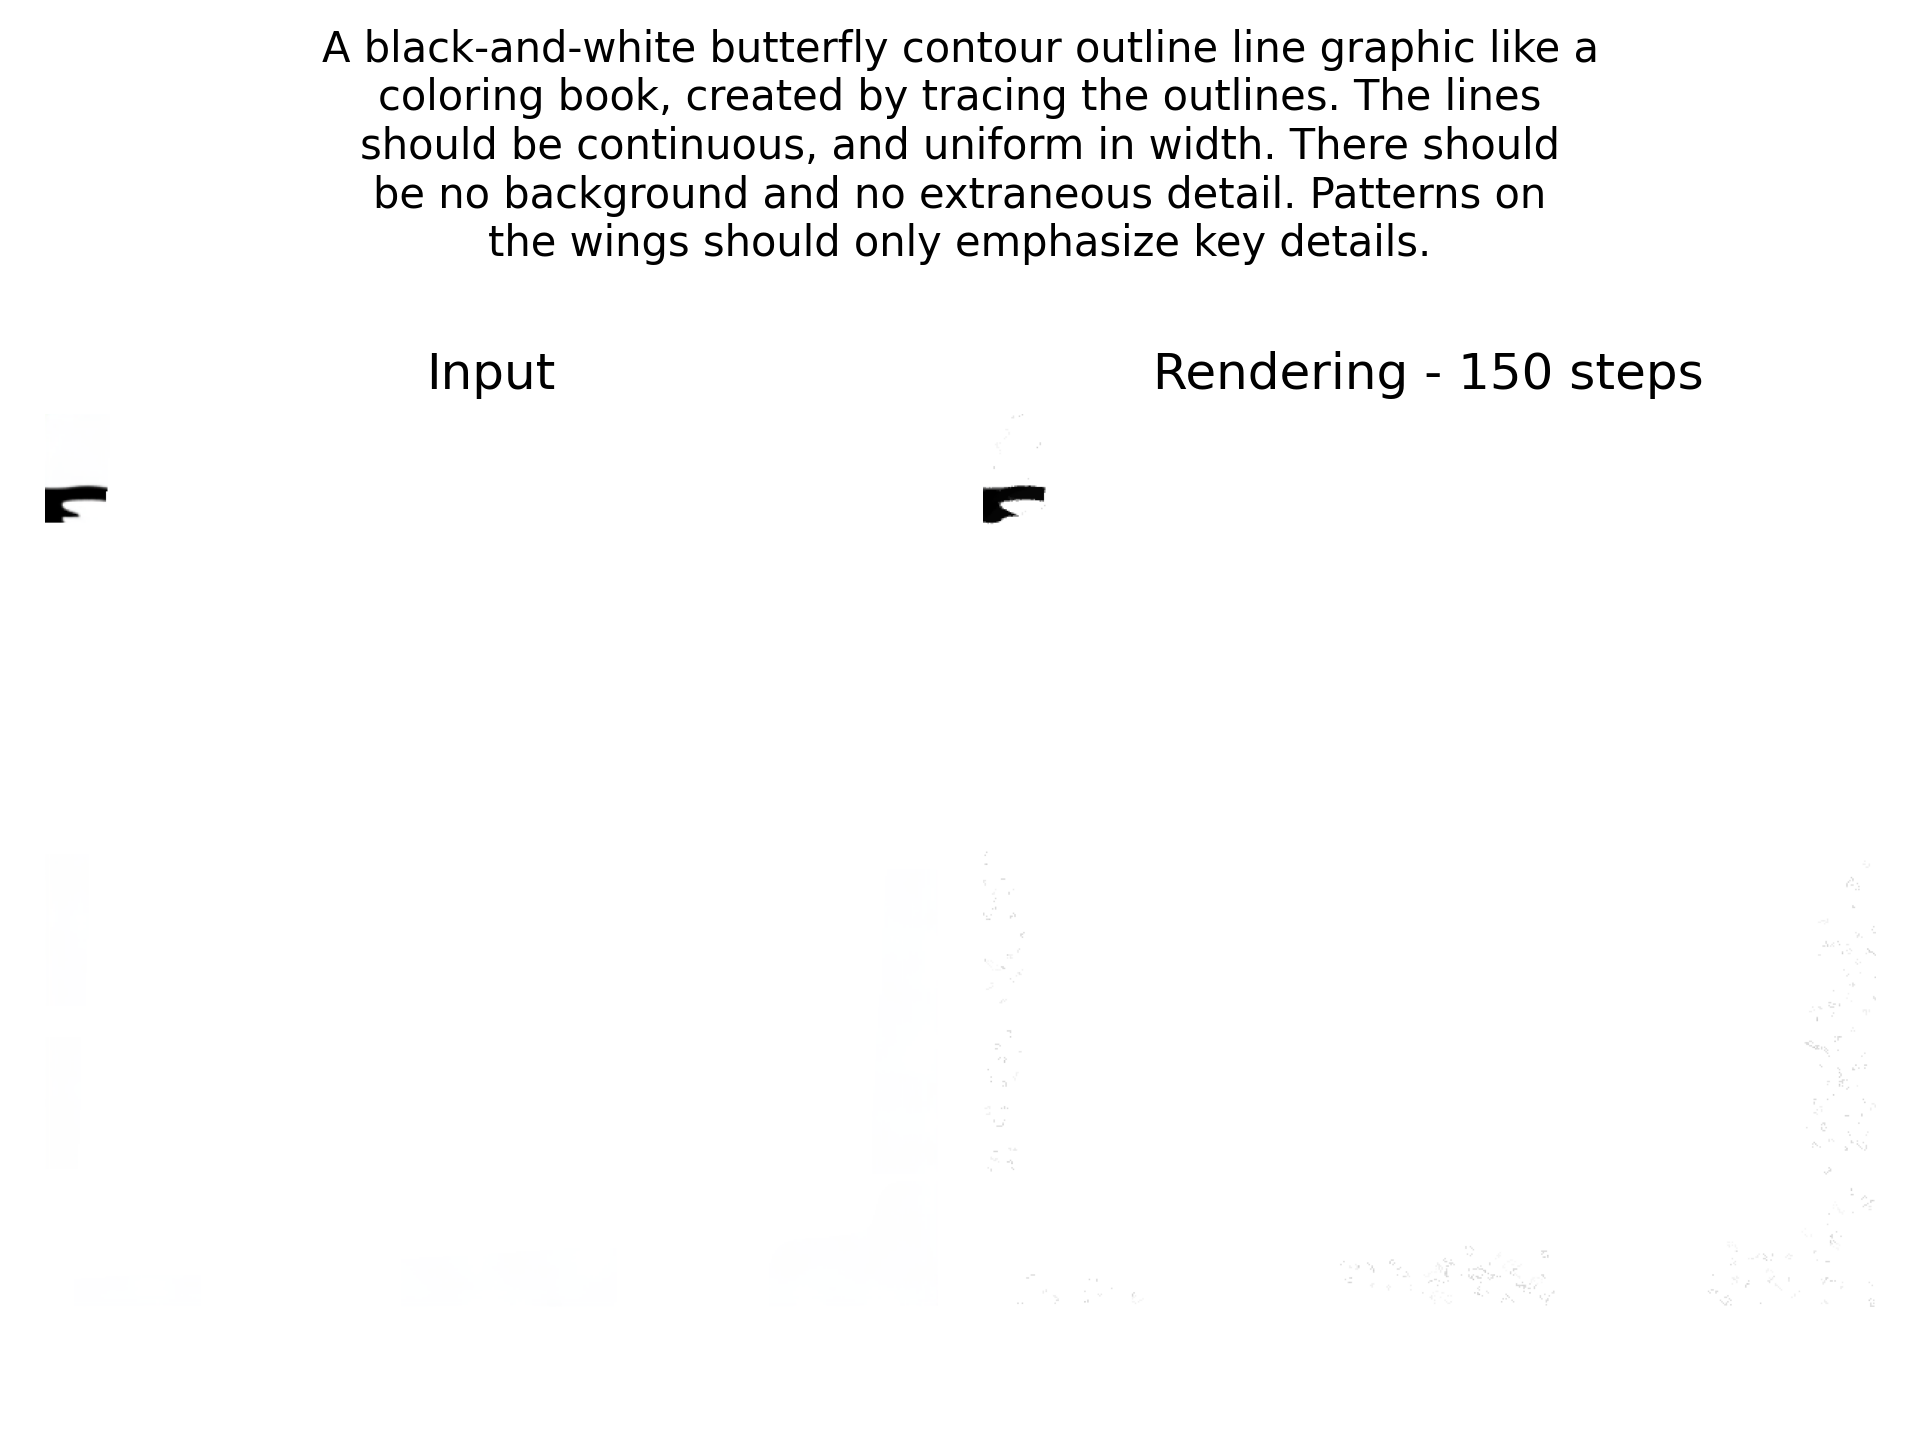 A black-and-white butterfly contour outline line graphic like a
coloring book, created by tracing the outlines. The lines
should be continuous, and uniform in width. There should
be no background and no extraneous detail. Patterns on
the wings should only emphasize key details.
Input
Rendering - 150 steps